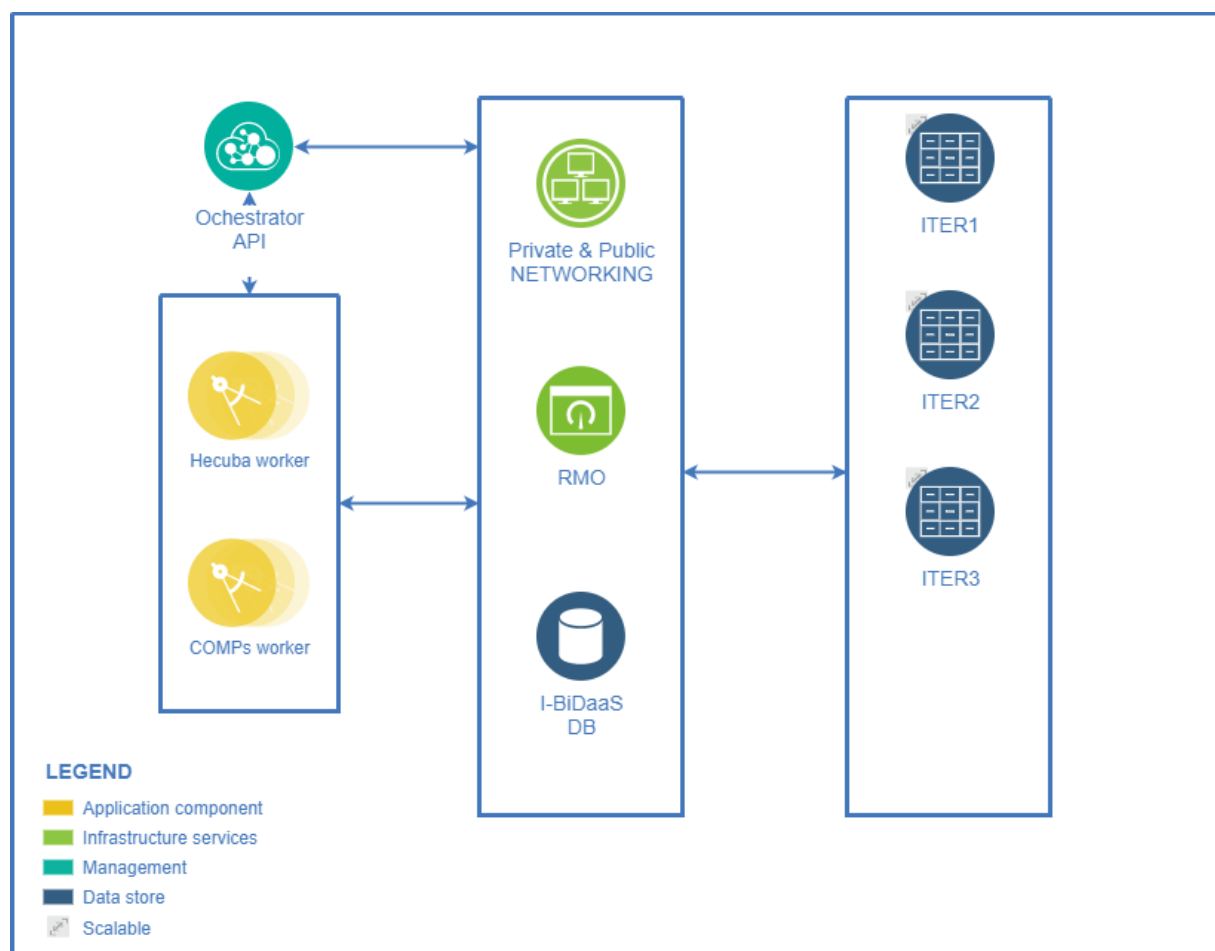 Ochestrator
API
Hecuba worker
COMPs worker
Private & Public
NETWORKING
RMO
I-BiDaaS
DB
ITER1
ITER2
ITER3
LEGEND
Application component
Infrastructure services
Management
Data store
Scalable